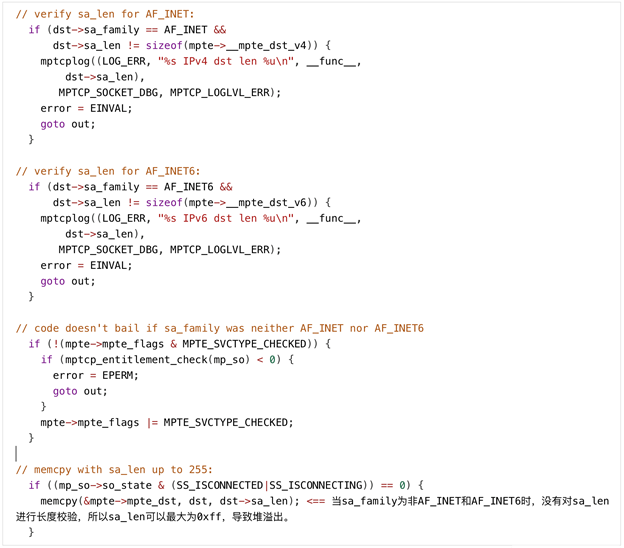 // verify sa_len for AF_INET:
if (dst->sa_family == AF_INET &&
dst->sa_len != sizeof(mpte->__mpte_dst_v4)) {
mptcplog((LOG_ERR, "%s IPv4 dst len %u\n", __func__,
dst->sa_len),
MPTCP_SOCKET_DBG, MPTCP_LOGLVL_ERR);
error = EINVAL;
goto out;
}
// verify sa_len for AF_INET6:
if (dst->sa_family == AF_INET6 &&
dst->sa_len != sizeof(mpte->__mpte_dst_v6)) {
mptcplog((LOG_ERR, "%s IPv6 dst len %u\n", __func__,
dst->sa_len),
MPTCP_SOCKET_DBG, MPTCP_LOGLVL_ERR);
error = EINVAL;
goto out;
}
// code doesn't bail if sa_family was neither AF_INET nor AF_INET6
if (!(mpte->mpte_flags & MPTE_SVCTYPE_CHECKED)) {
if (mptcp_entitlement_check(mp_so) < 0) {
error = EPERM;
goto out;
}
mpte->mpte_flags |= MPTE_SVCTYPE_CHECKED;
}
// memcpy with sa_len up to 255:
if ((mp_so->so_state & (SS_ISCONNECTED|SS_ISCONNECTING)) == 0) {
memcpy(&mpte->mpte_dst, dst, dst->sa_len); <== 当sa_family为非AF_INET和AF_INET6时，没有对sa_len
进行长度校验，所以sa_len可以最大为0xff，导致堆溢出。
}